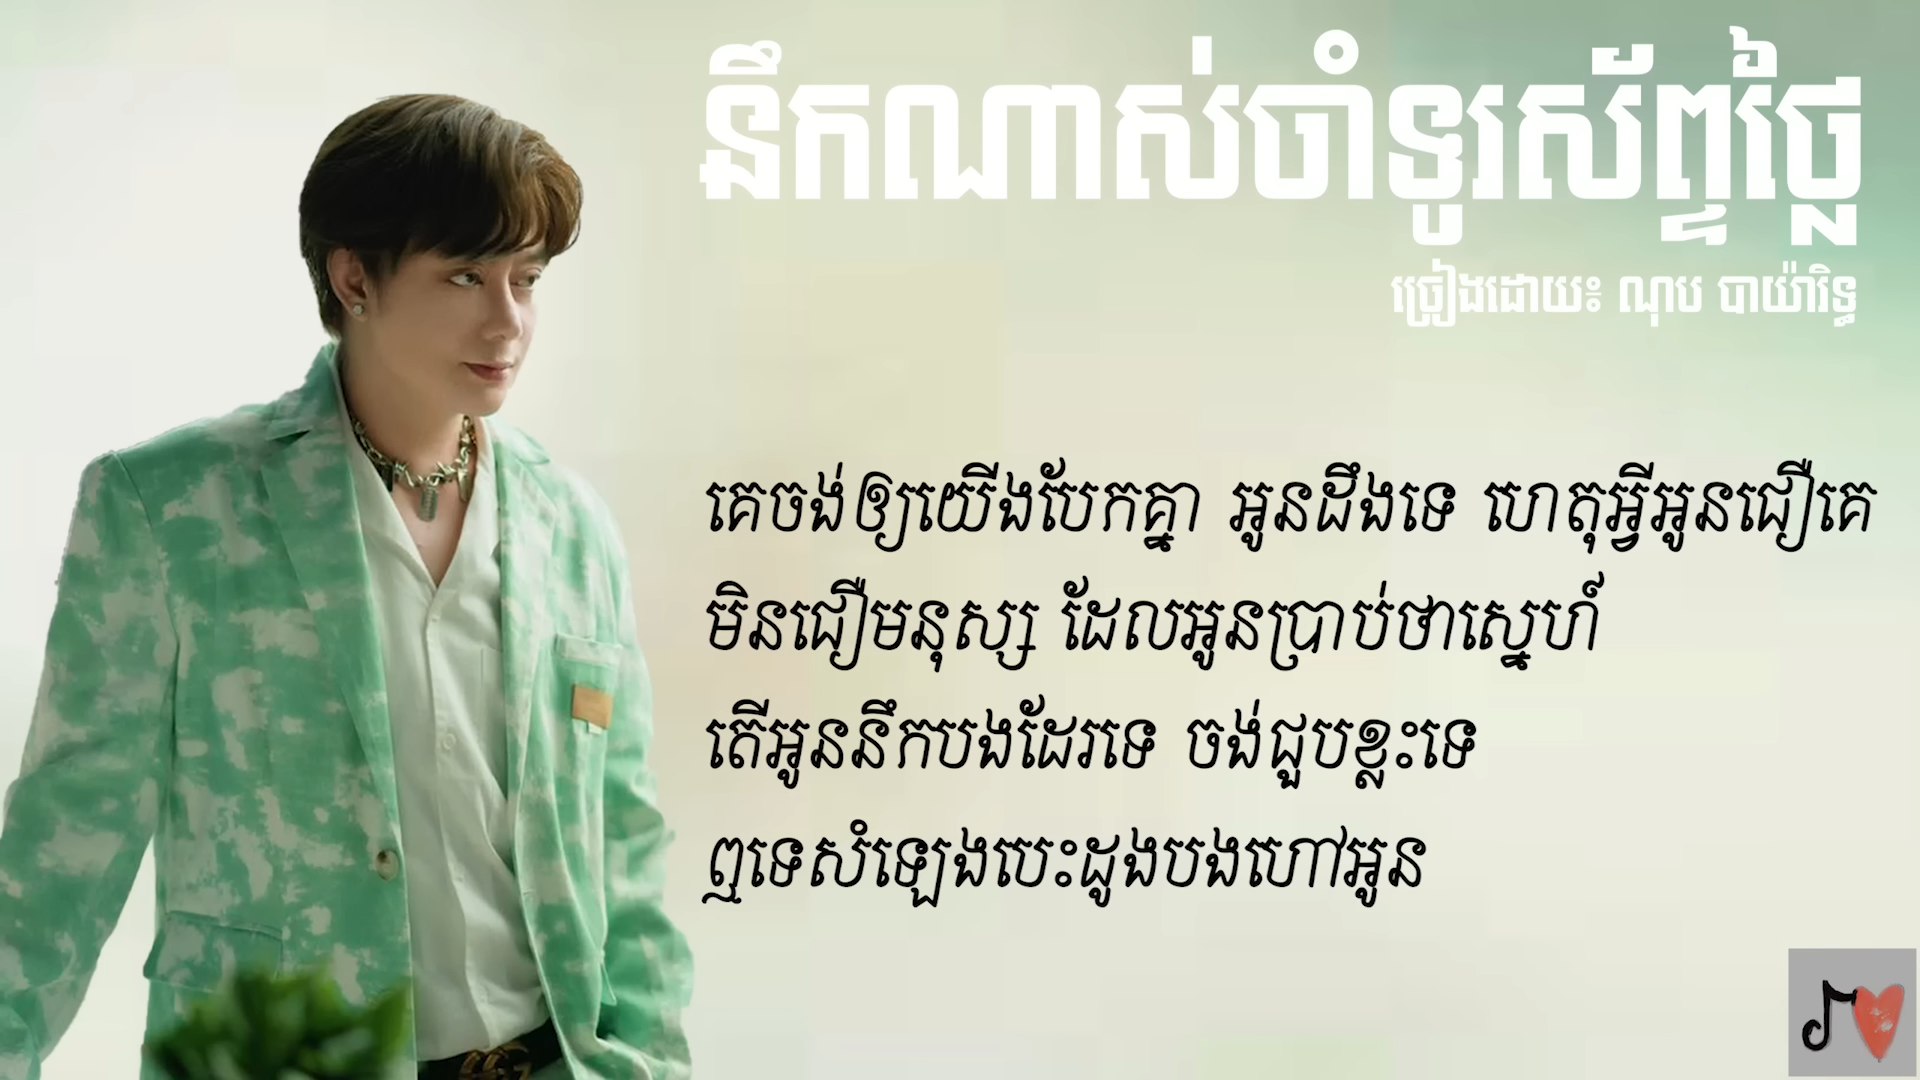 នឹកណាស់ចាំទូរស័ព្ទថ្លៃ
ច្រៀងដោយ៖ ណុប បាយ៉ារិទ្ធ
គេចង់ឲ្យយើងបែកគ្នា អូនដឹងទេ ហេតុអ្វីអូនជឿគេ
មិនជឿមនុស្ស ដែលអូនប្រាប់ថាស្នេហ៍
តើអូននឹកបងដែរទេ ចង់ជួបខ្លះទេ
ឮទេសំឡេងបេះដូងបងហៅអូន